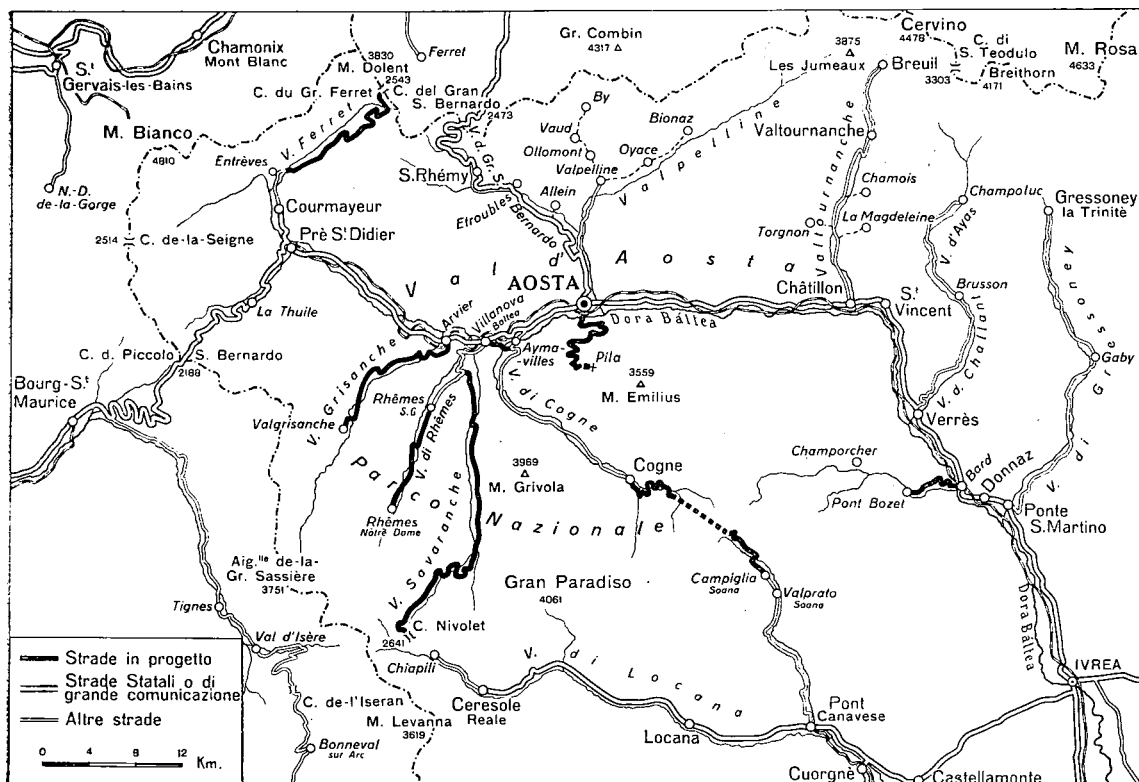 Chamonix
Mont Blanc
S.t
Gervais-les-Bains
N.-D.
de-la-Gorge
M. Bianco
4810
3830
M. Dolent
2543
C. du Gr. Ferret
V. Ferret
Entrèves
Ferret
C. del Gran
S. Bernardo
2473
V. d. Gr. S. Bernardo
S. Rhémy
Etroubles
Allein
Gr. Combin
4317
By
Vaud
Ollomont
Valpelline
Bionaz
Oyace
Valpelline
3875
Les Jumeaux
Cervino
4478
Breuil
C. di
S. Teodulo
3303
Breithorn
4171
M. Rosa
4633
Valtournanche
Chamois
La Magdeleine
Torgnon
Valtournanche
Champoluc
V. d'Ayas
Gressoney
la Trinitè
Brusson
V. d. Challant
V. di Gressoney
Gaby
Courmayeur
2514
C. de-la-Seigne
Prè S.t Didier
La Thuile
C. d. Piccolo S. Bernardo
2188
Bourg-S.t
Maurice
Val d' Aosta
AOSTA
Dora Báltea
Châtillon
S.t
Vincent
Arvier
Villanova
Baltea
Ayma-
villes
Pila
3559
M. Emilius
Verrès
V. Grisanche
Valgrisanche
Rhêmes
S.G
V. di Rhêmes
Rhêmes
Nôtre Dame
V. Savaranche
V. di Cogne
Parco
Nazionale
3969
M. Grivola
Cogne
Champorcher
Pont Bozet
Bard
Donnaz
Ponte
S. Martino
Aig.lle de-la-
Gr. Sassière
3751
Gran Paradiso
4061
Campiglia
Soana
Valprato
Soana
Dora Báltea
Tignes
Val d'Isère
C. Nivolet
2641
Chiapili
Ceresole
Reale
V. di Locana
Locana
Pont
Canavese
IVREA
C. de-l'Iseran
M. Levanna
3619
Bonneval
sur Arc
Cuorgnè
Castellamonte
Strade in progetto
Strade Statali o di
grande comunicazione
Altre strade
0 4 8 12
Km.